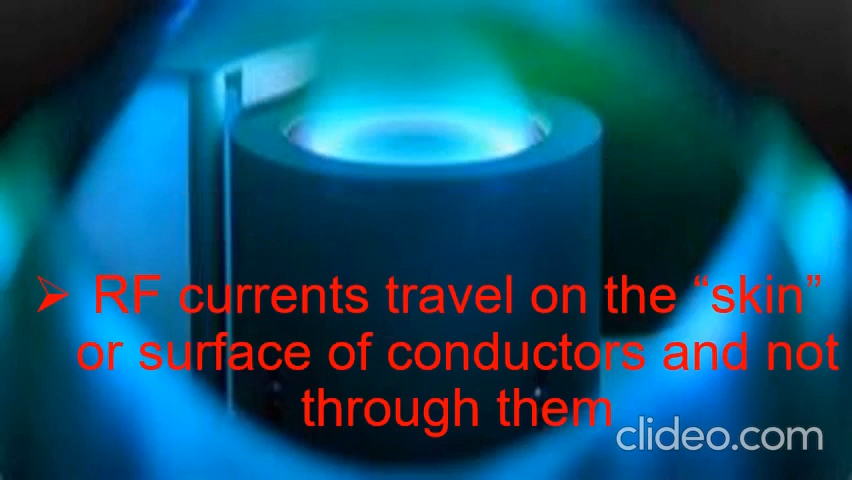 ➢ RF currents travel on the “skin”
or surface of conductors and not
through them
clideo.com